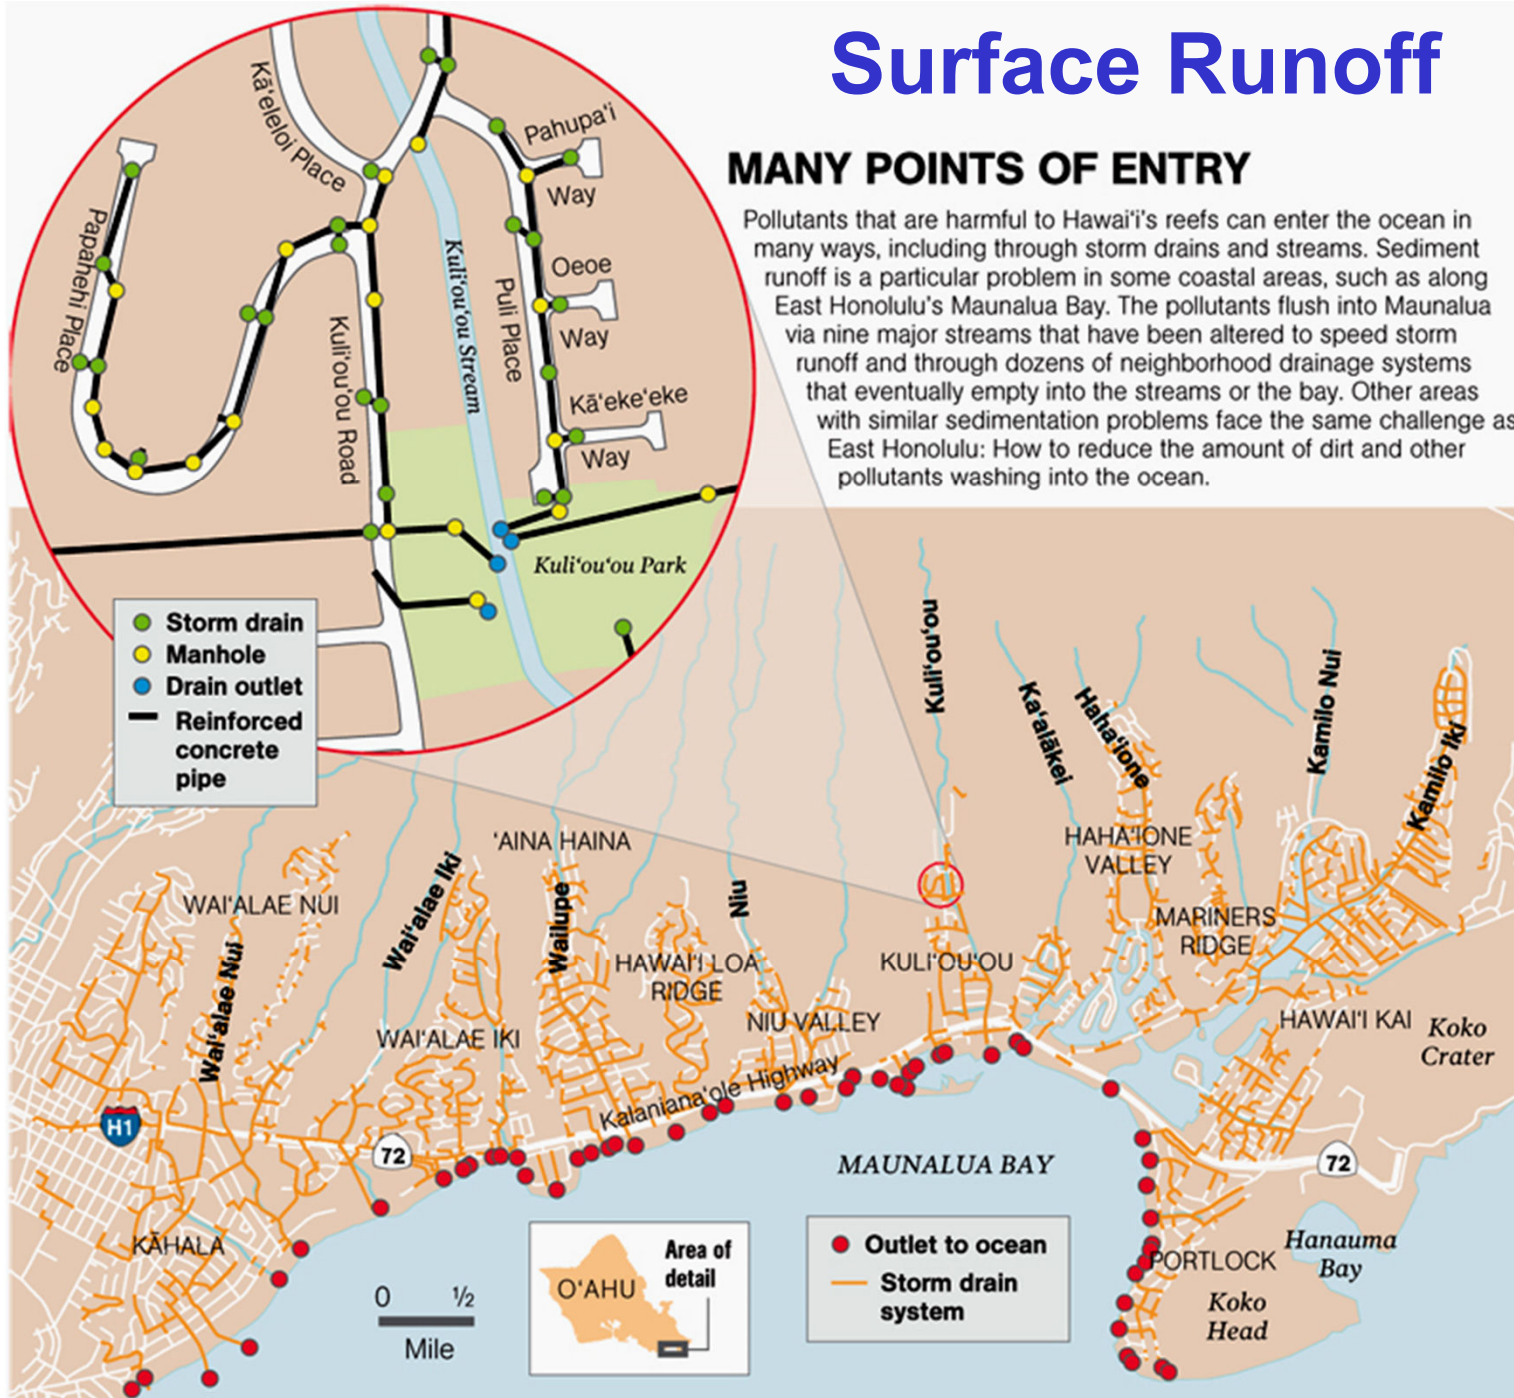 Surface Runoff
MANY POINTS OF ENTRY
Pollutants that are harmful to Hawai‘i’s reefs can enter the ocean in
many ways, including through storm drains and streams. Sediment
runoff is a particular problem in some coastal areas, such as along
East Honolulu’s Maunalua Bay. The pollutants flush into Maunalua
via nine major streams that have been altered to speed storm
runoff and through dozens of neighborhood drainage systems
that eventually empty into the streams or the bay. Other areas
with similar sedimentation problems face the same challenge as
East Honolulu: How to reduce the amount of dirt and other
pollutants washing into the ocean.
Kā‘eleloi Place
Pahupa‘i
Way
Papahehi Place
Kuli‘ou‘ou Stream
Oeoe
Way
Puli Place
Kuli‘ou‘ou Road
Kā‘eke‘eke
Way
Kuli‘ou‘ou Park
Storm drain
Manhole
Drain outlet
Reinforced
concrete
pipe
Kuli‘ou‘ou
Ka‘alākei
Haha‘ione
Kamilo Nui
Kamilo Iki
‘AINA HAINA
HAHA‘IONE
VALLEY
WAI‘ALAE NUI
Wai‘alae Nui
Wai‘alae Iki
Wailupe
Niu
MARINERS
RIDGE
HAWAI‘I LOA
RIDGE
KULI‘OU‘OU
WAI‘ALAE IKI
NIU VALLEY
HAWAI‘I KAI
Koko
Crater
Kalaniana‘ole Highway
H1
72
72
MAUNALUA BAY
KĀHALA
PORTLOCK
Hanauma
Bay
Koko
Head
0 ½
Mile
O‘AHU
Area of
detail
Outlet to ocean
Storm drain
system